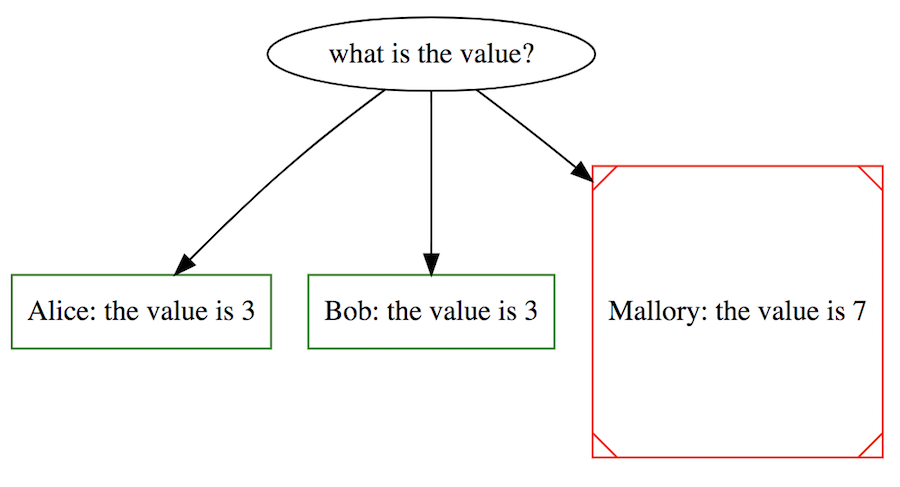 what is the value?
Alice: the value is 3
Bob: the value is 3
Mallory: the value is 7